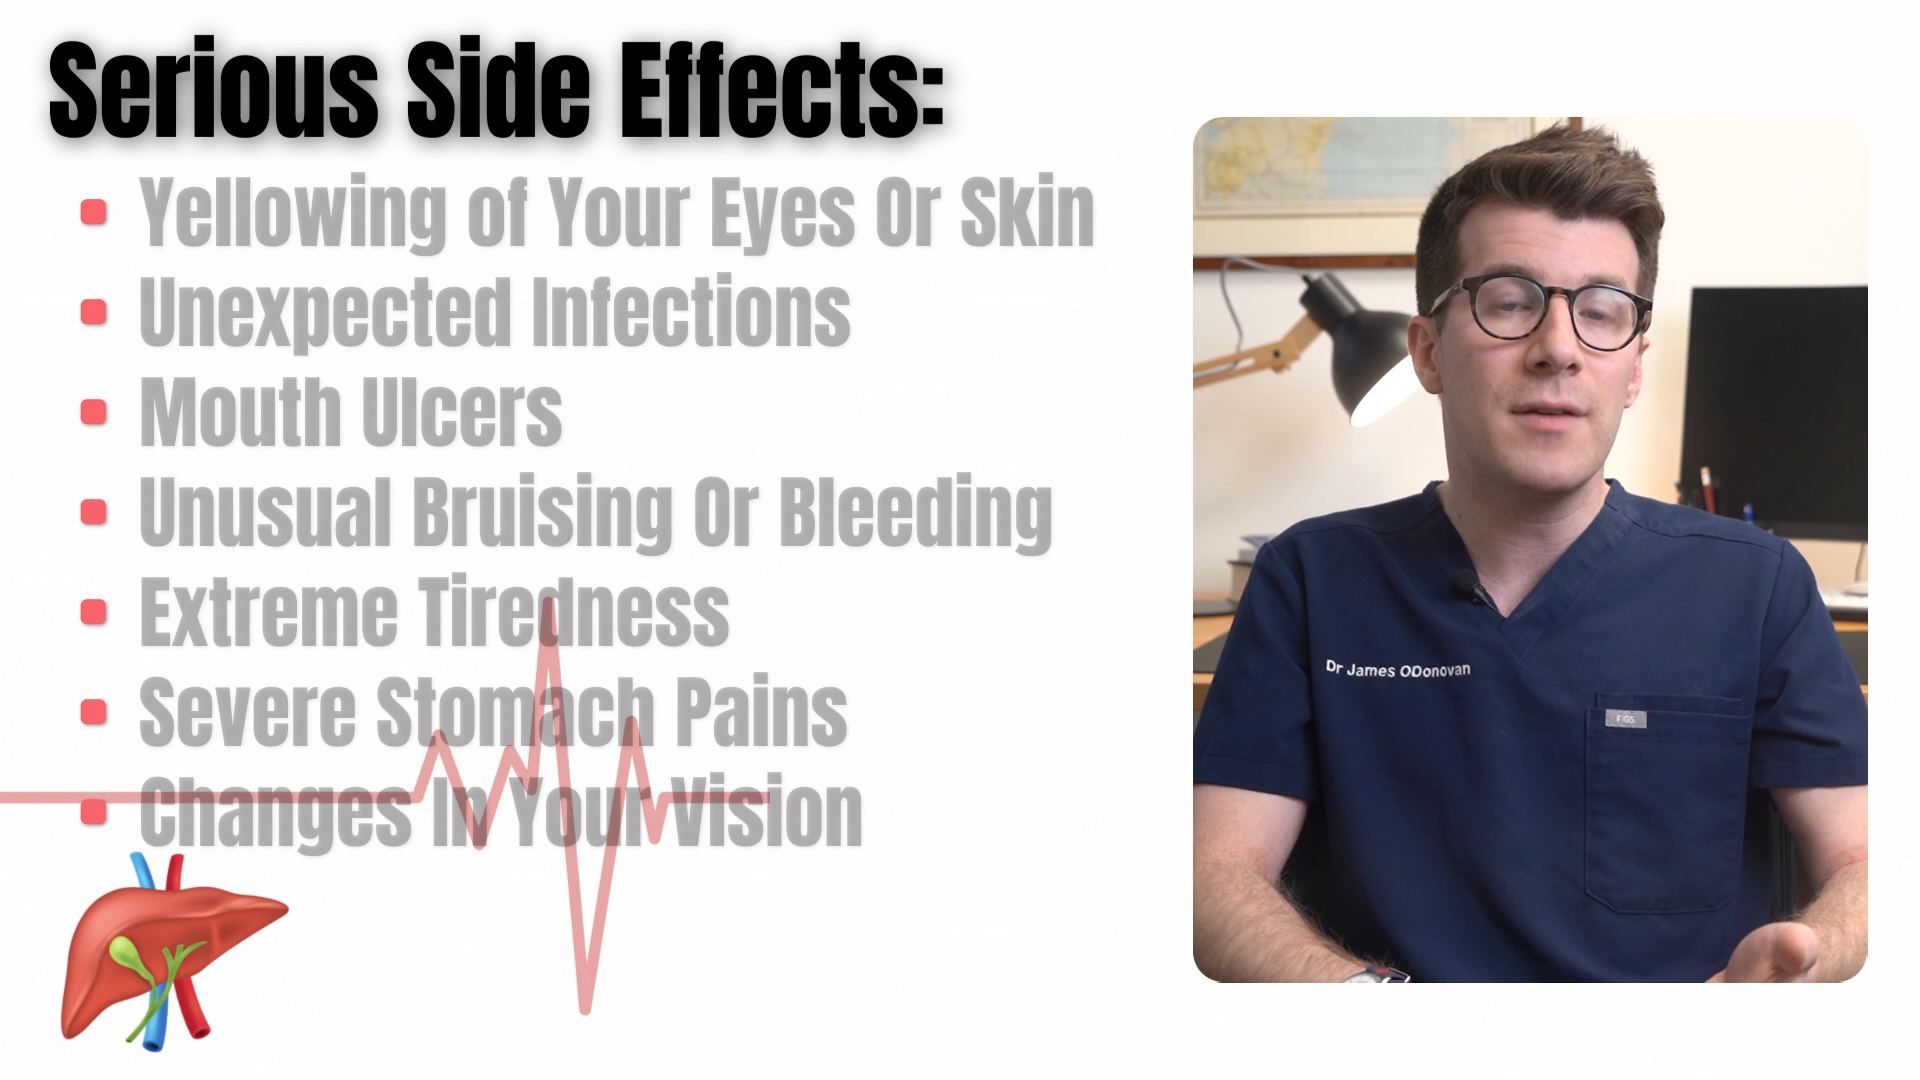 Serious Side Effects:
Yellowing of Your Eyes Or Skin
Unexpected Infections
Mouth Ulcers
Unusual Bruising Or Bleeding
Extreme Tiredness
Severe Stomach Pains
Changes In Your Vision
Dr James ODonovan
FIGS